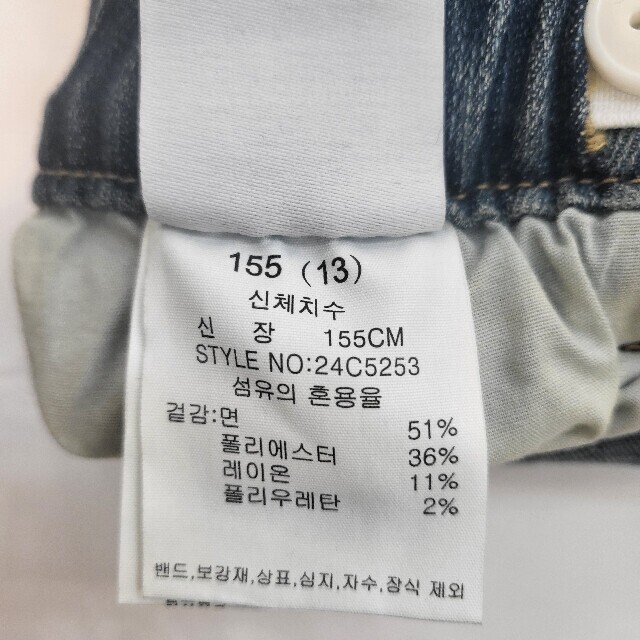 155 (13)
신체치수
신 장 155CM
STYLE NO:24C5253
섬유의 혼용율
겉감:면 51%
폴리에스터 36%
레이온 11%
폴리우레탄 2%
밴드,보강재,상표,심지,자수,장식 제외